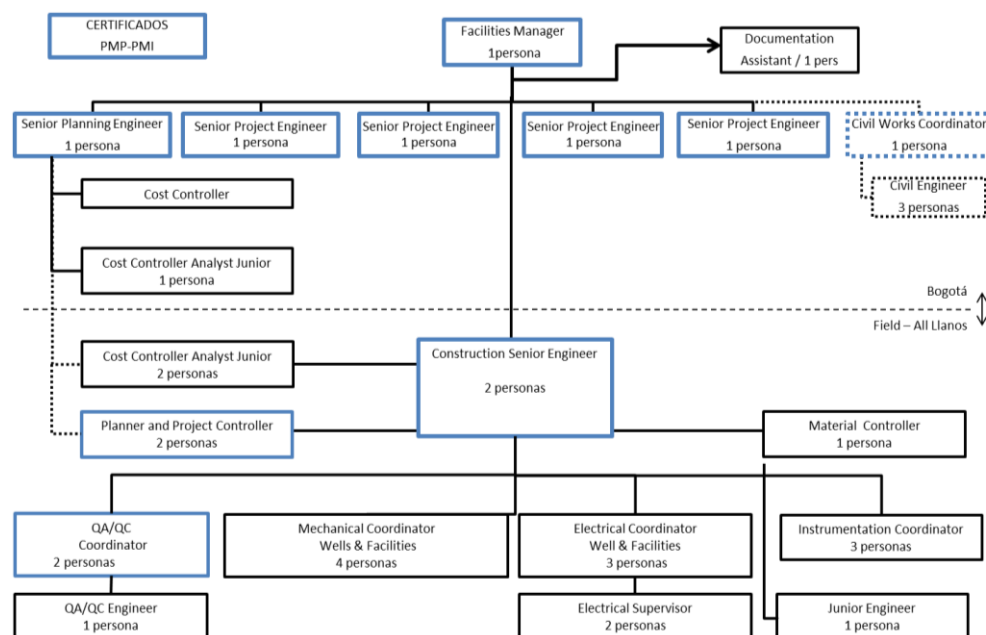 CERTIFICADOS
PMP-PMI
Facilities Manager
1persona
Documentation
Assistant / 1 pers
Senior Planning Engineer
1 persona
Senior Project Engineer
1 persona
Senior Project Engineer
1 persona
Senior Project Engineer
1 persona
Senior Project Engineer
1 persona
Civil Works Coordinator
1 persona
Cost Controller
Civil Engineer
3 personas
Cost Controller Analyst Junior
1 persona
Bogotá
Field – All Llanos
Cost Controller Analyst Junior
2 personas
Construction Senior Engineer
2 personas
Planner and Project Controller
2 personas
Material Controller
1 persona
QA/QC
Coordinator
2 personas
Mechanical Coordinator
Wells & Facilities
4 personas
Electrical Coordinator
Well & Facilities
3 personas
Instrumentation Coordinator
3 personas
QA/QC Engineer
1 persona
Electrical Supervisor
2 personas
Junior Engineer
1 persona